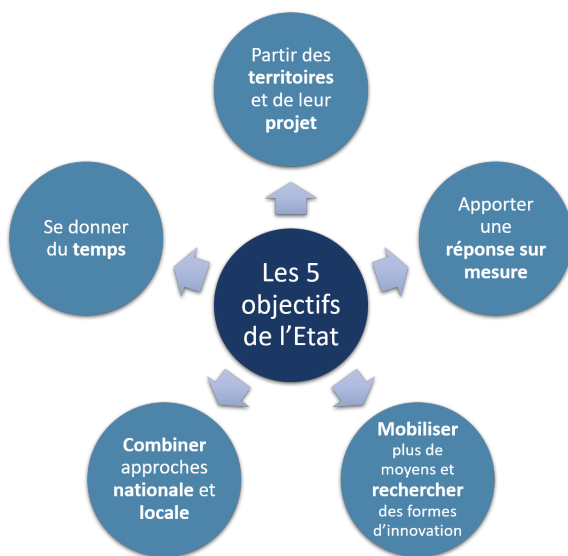 Partir des
territoires
et de leur
projet
Apporter
une
réponse sur
mesure
Mobiliser
plus de
moyens et
rechercher
des formes
d’innovation
Combiner
approches
nationale et
locale
Se donner
du temps
Les 5
objectifs
de l’Etat